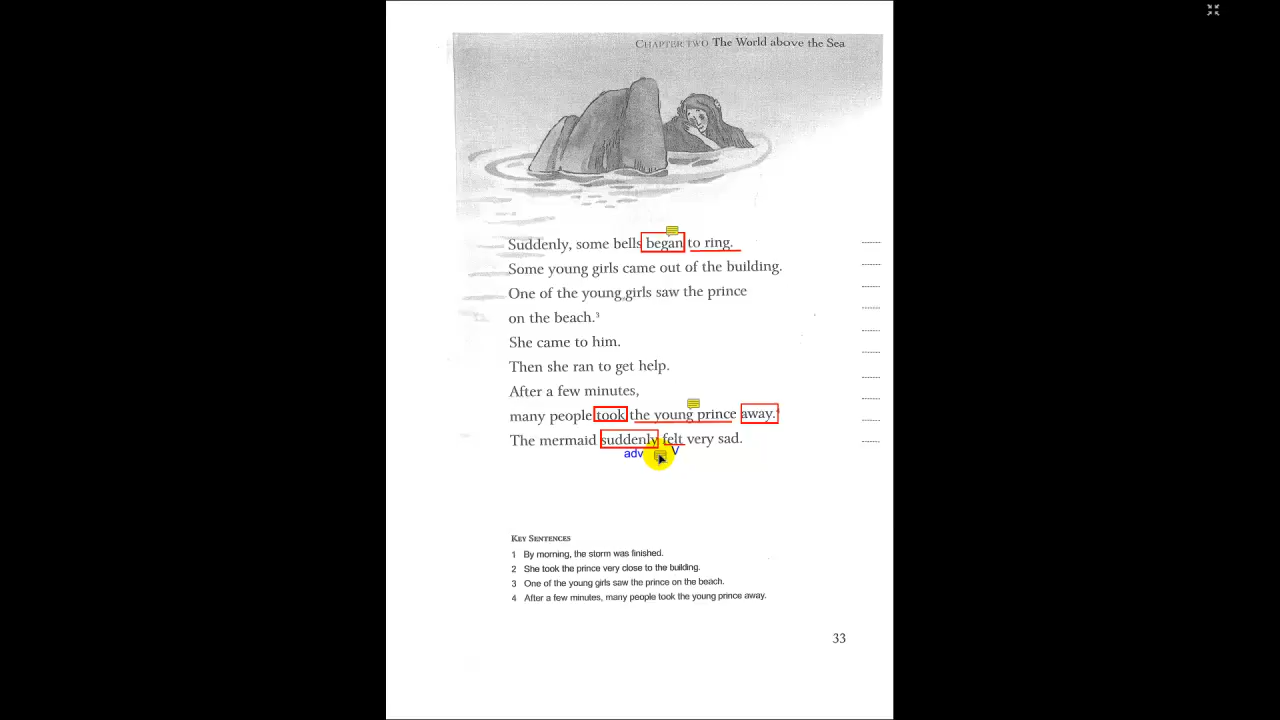 CHAPTER TWO The World above the Sea
Suddenly, some bells began to ring.
Some young girls came out of the building.
One of the young girls saw the prince
on the beach.³
She came to him.
Then she ran to get help.
After a few minutes,
many people took the young prince away.⁴
The mermaid suddenly felt very sad.
adv V
KEY SENTENCES
1 By morning, the storm was finished.
2 She took the prince very close to the building.
3 One of the young girls saw the prince on the beach.
4 After a few minutes, many people took the young prince away.
33